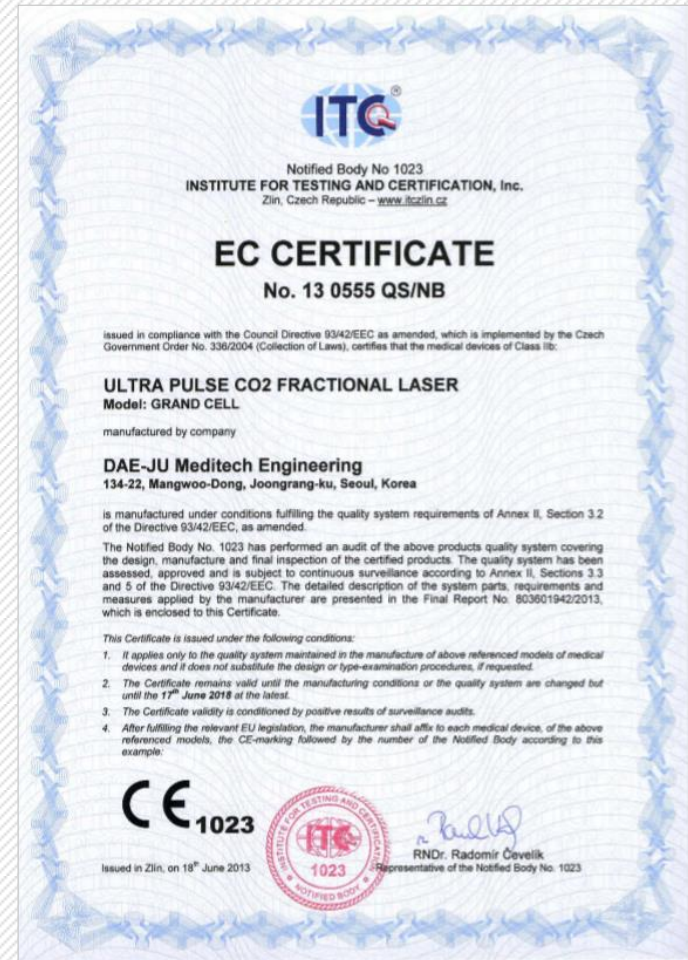 ITC®
Notified Body No 1023
INSTITUTE FOR TESTING AND CERTIFICATION, Inc.
Zlín, Czech Republic – www.itczlin.cz
EC CERTIFICATE
No. 13 0555 QS/NB
issued in compliance with the Council Directive 93/42/EEC as amended, which is implemented by the Czech
Government Order No. 336/2004 (Collection of Laws), certifies that the medical devices of Class IIb:
ULTRA PULSE CO2 FRACTIONAL LASER
Model: GRAND CELL
manufactured by company
DAE-JU Meditech Engineering
134-22, Mangwoo-Dong, Joongrang-ku, Seoul, Korea
is manufactured under conditions fulfilling the quality system requirements of Annex II, Section 3.2
of the Directive 93/42/EEC, as amended.
The Notified Body No. 1023 has performed an audit of the above products quality system covering
the design, manufacture and final inspection of the certified products. The quality system has been
assessed, approved and is subject to continuous surveillance according to Annex II, Sections 3.3
and 5 of the Directive 93/42/EEC. The detailed description of the system parts, requirements and
measures applied by the manufacturer are presented in the Final Report No. 803601942/2013,
which is enclosed to this Certificate.
This Certificate is issued under the following conditions:
1. It applies only to the quality system maintained in the manufacture of above referenced models of medical
devices and it does not substitute the design or type-examination procedures, if requested.
2. The Certificate remains valid until the manufacturing conditions or the quality system are changed but
until the 17th June 2018 at the latest.
3. The Certificate validity is conditioned by positive results of surveillance audits.
4. After fulfilling the relevant EU legislation, the manufacturer shall affix to each medical device, of the above
referenced models, the CE-marking followed by the number of the Notified Body according to this
example:
CE 1023
INSTITUTE FOR TESTING AND CERTIFICATION
ITC
1023
NOTIFIED BODY
RNDr. Radomír Čevelík
Issued in Zlín, on 18th June 2013
Representative of the Notified Body No. 1023